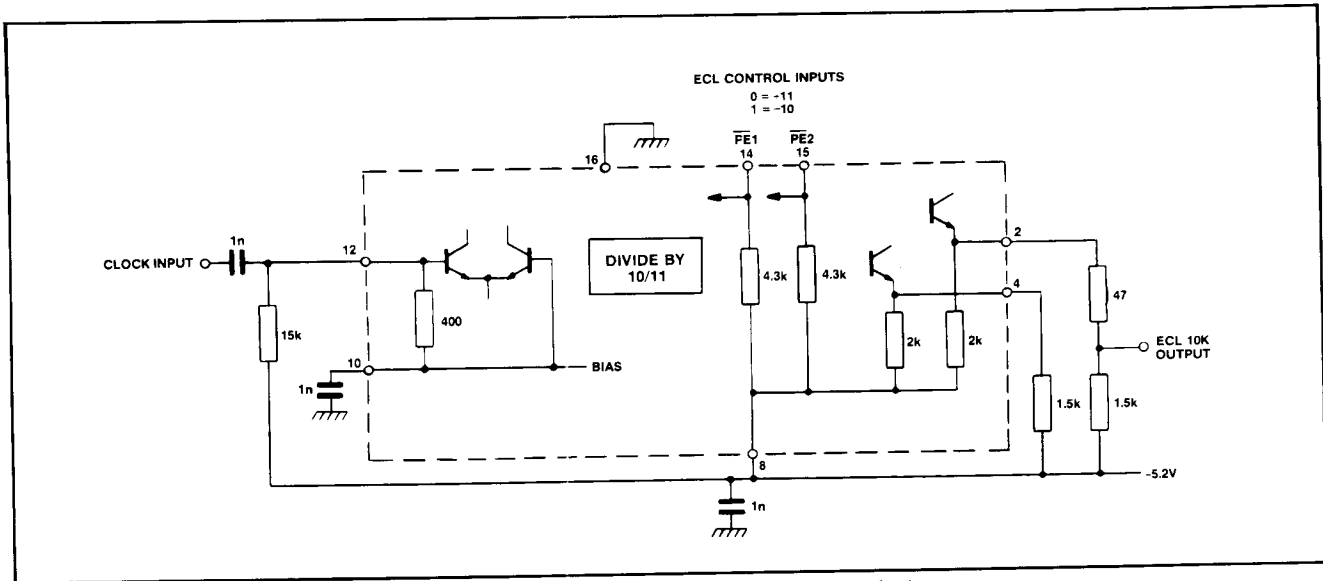 ECL CONTROL INPUTS
0 = ÷11
1 = ÷10
PE1
PE2
14
15
16
1n
12
CLOCK INPUT
15k
400
10
1n
BIAS
DIVIDE BY
10/11
4.3k
4.3k
2
4
47
2k
2k
ECL 10K
OUTPUT
1.5k
1.5k
8
-5.2V
1n